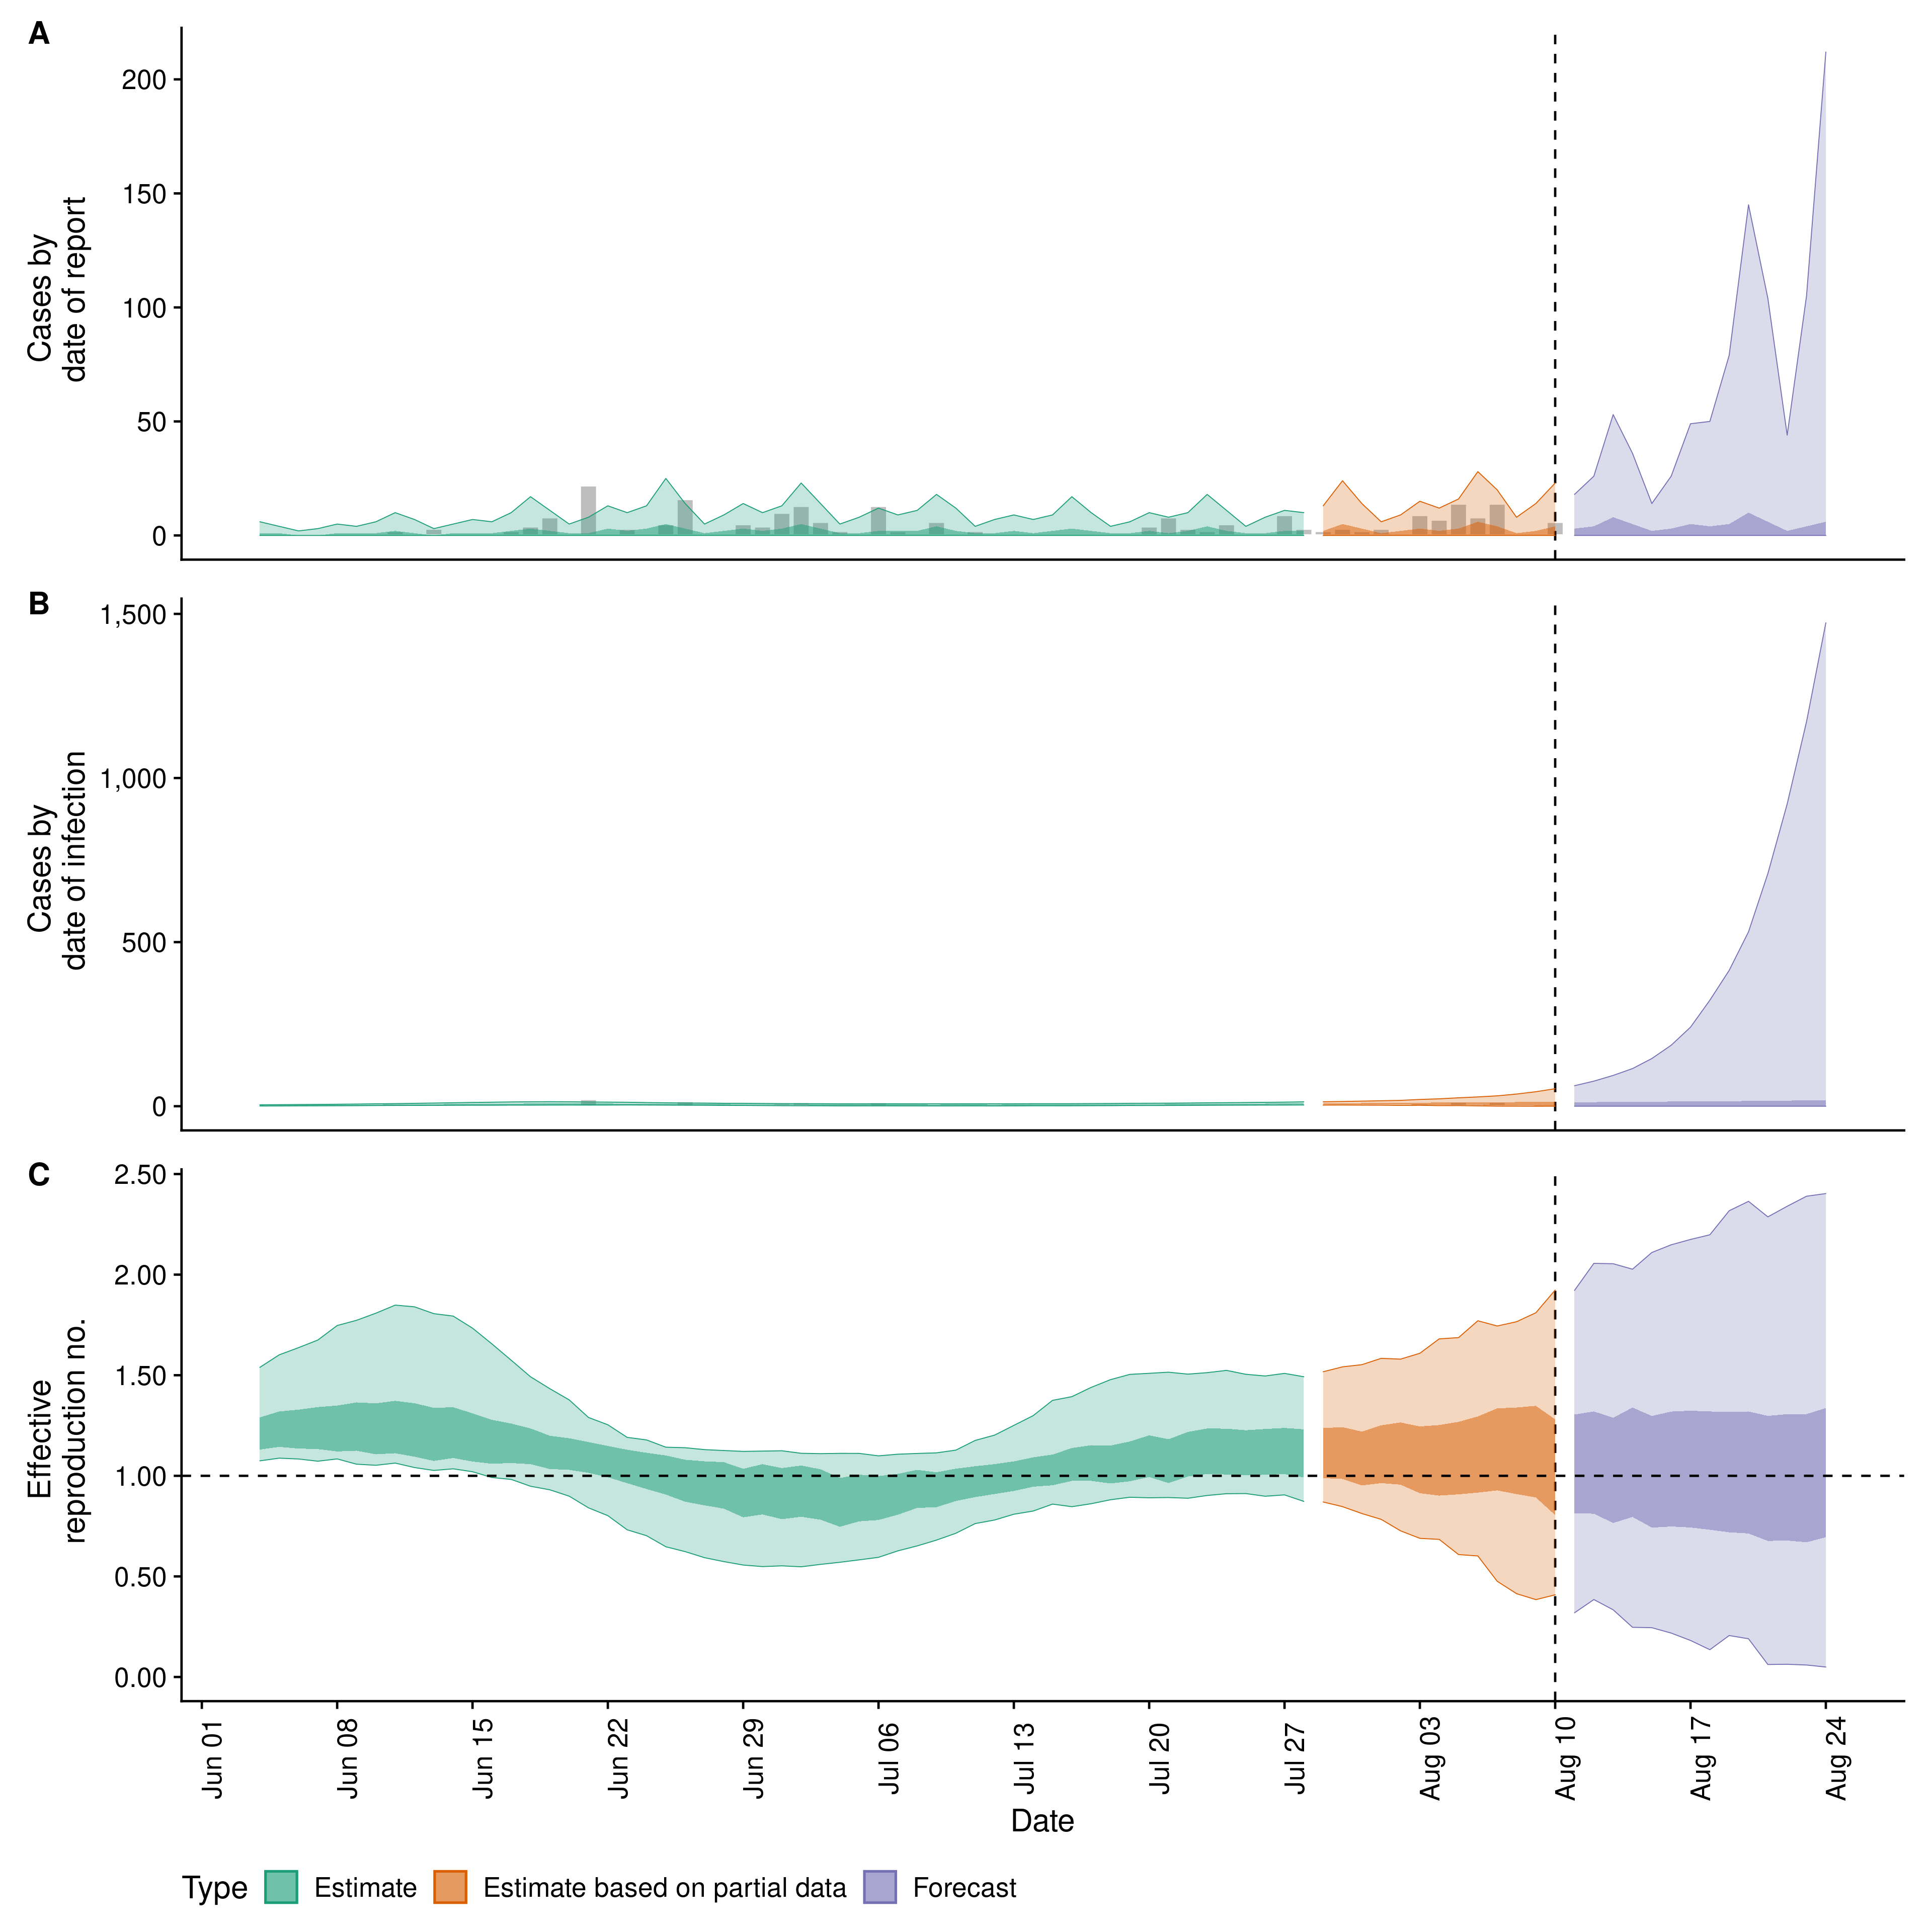 A
Cases by
date of report
200
150
100
50
0
B
Cases by
date of infection
1,500
1,000
500
0
C
Effective
reproduction no.
2.50
2.00
1.50
1.00
0.50
0.00
Jun 01
Jun 08
Jun 15
Jun 22
Jun 29
Jul 06
Jul 13
Jul 20
Jul 27
Aug 03
Aug 10
Aug 17
Aug 24
Date
Type Estimate Estimate based on partial data Forecast